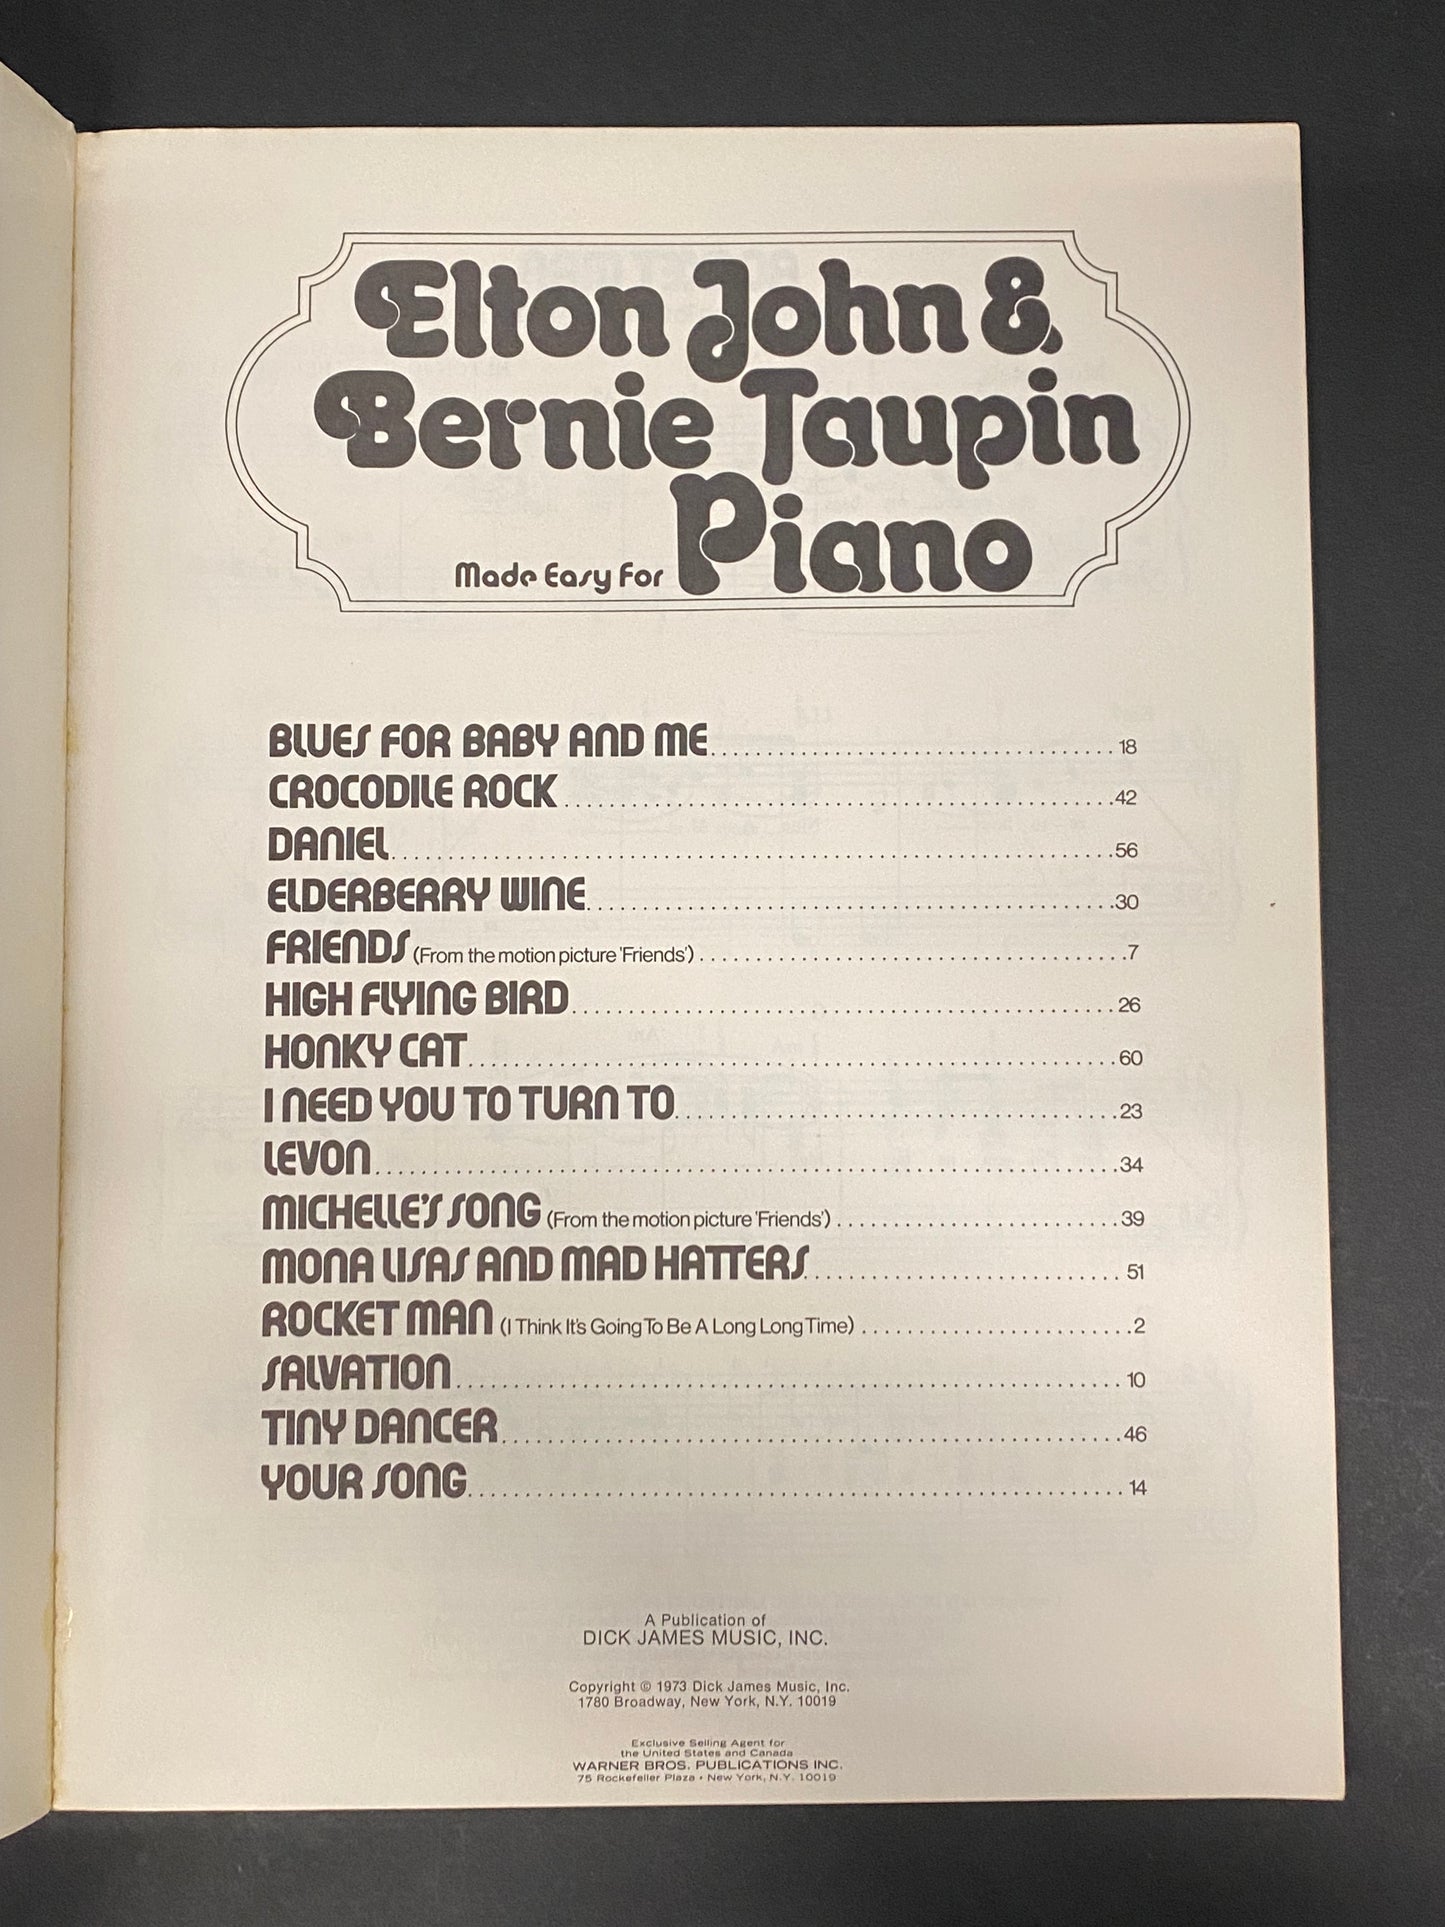 Elton John &
Bernie Taupin
Made Easy For Piano
BLUES FOR BABY AND ME.....................................18
CROCODILE ROCK..................................................42
DANIEL..................................................................56
ELDERBERRY WINE................................................30
FRIENDS (From the motion picture 'Friends').......................................7
HIGH FLYING BIRD.................................................26
HONKY CAT...........................................................60
I NEED YOU TO TURN TO........................................23
LEVON....................................................................34
MICHELLE'S SONG (From the motion picture 'Friends')..........................39
MONA LISAS AND MAD HATTERS............................51
ROCKET MAN (I Think It's Going To Be A Long Long Time).........................2
SALVATION............................................................10
TINY DANCER........................................................46
YOUR SONG...........................................................14
A Publication of
DICK JAMES MUSIC, INC.
Copyright © 1973 Dick James Music, Inc.
1780 Broadway, New York, N.Y. 10019
Exclusive Selling Agent for
the United States and Canada
WARNER BROS. PUBLICATIONS INC.
75 Rockefeller Plaza • New York, N.Y. 10019